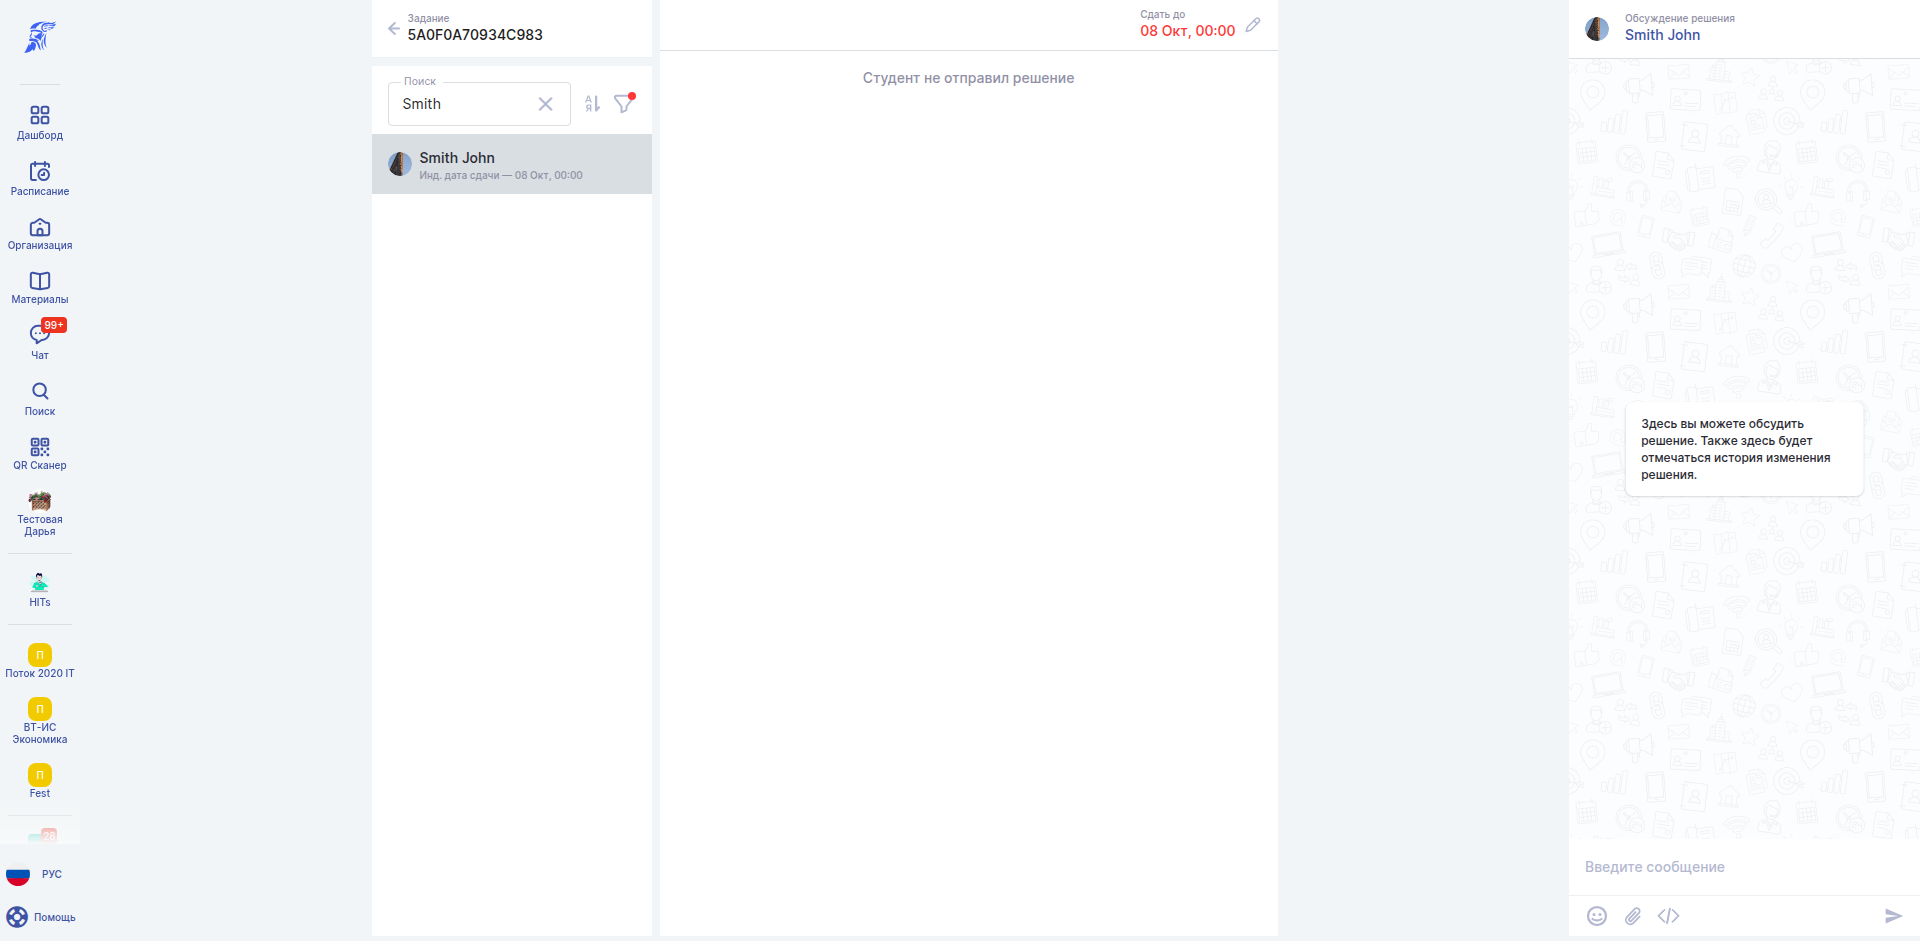 Дашборд
Расписание
Организация
Материалы
99+
Чат
Поиск
QR Сканер
Тестовая
Дарья
HITs
П
Поток 2020 IT
П
ВТ-ИС
Экономика
П
Fest
28
РУС
Помощь
Задание
5A0F0A70934C983
Поиск
Smith
А
Я
Smith John
Инд. дата сдачи — 08 Окт, 00:00
Сдать до
08 Окт, 00:00
Студент не отправил решение
Обсуждение решения
Smith John
Здесь вы можете обсудить
решение. Также здесь будет
отмечаться история изменения
решения.
Введите сообщение